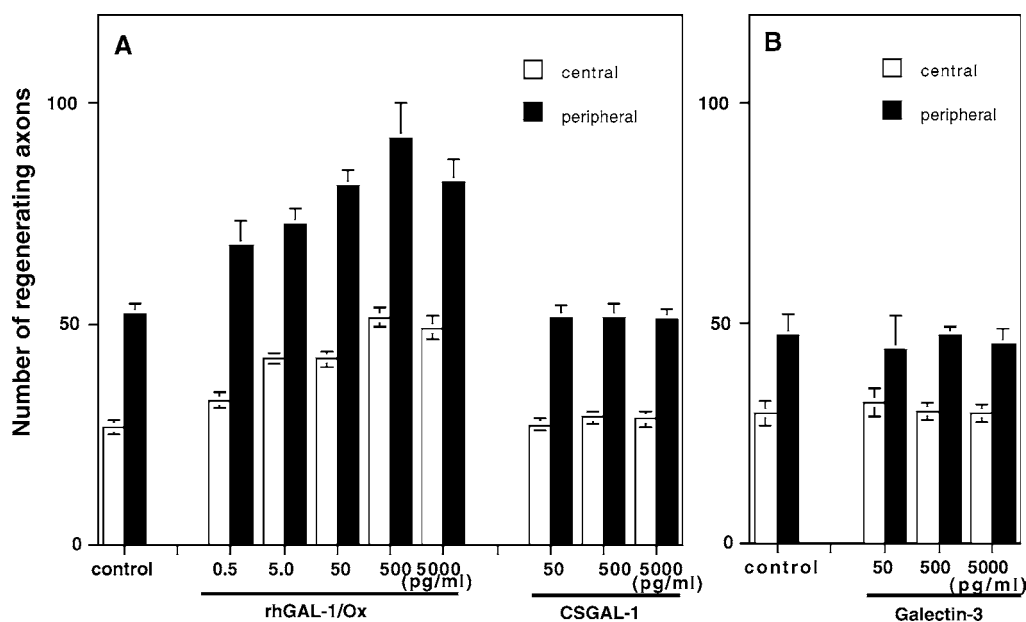 A
central
peripheral
Number of regenerating axons
100
50
0
control
0.5 5.0 50 500 5000
(pg/ml)
rhGAL-1/Ox
50 500 5000
(pg/ml)
CSGAL-1
B
central
peripheral
100
50
0
control
50 500 5000
(pg/ml)
Galectin-3